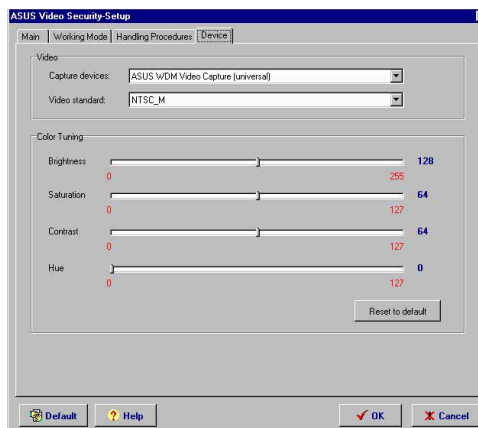 ASUS Video Security-Setup
Main Working Mode Handling Procedures Device
Video
Capture devices: ASUS WDM Video Capture (universal)
Video standard: NTSC_M
Color Tuning
Brightness 128
0 255
Saturation 64
0 127
Contrast 64
0 127
Hue 0
0 127
Reset to default
Default ? Help OK Cancel